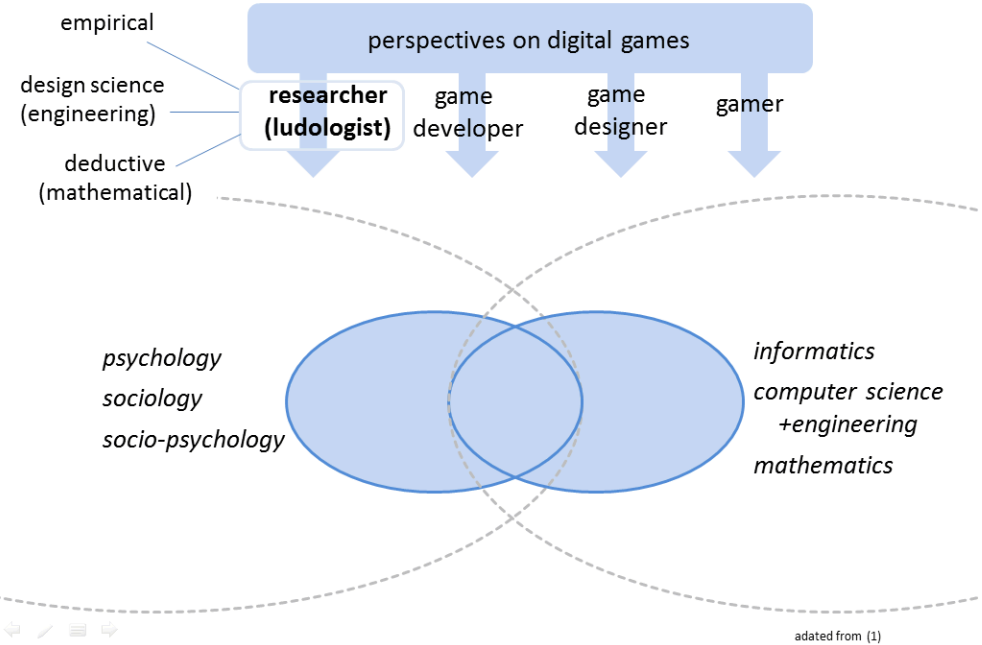 perspectives on digital games
empirical
design science
(engineering)
deductive
(mathematical)
researcher
(ludologist)
game
developer
game
designer
gamer
psychology
sociology
socio-psychology
informatics
computer science
+engineering
mathematics
adated from (1)